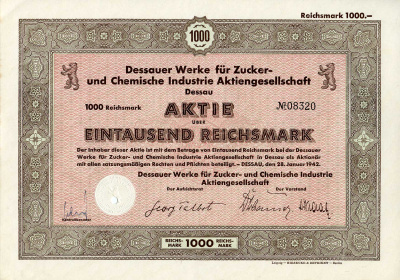 Reichsmark 1000.—
1000
Dessauer Werke für Zucker-
und Chemische Industrie Aktiengesellschaft
Dessau
1000 Reichsmark
№ 08320
AKTIE
ÜBER
EINTAUSEND REICHSMARK
Der Inhaber dieser Aktie ist mit dem Betrage von Eintausend Reichsmark bei der Dessauer
Werke für Zucker- und Chemische Industrie Aktiengesellschaft in Dessau als Aktionär
mit allen satzungsmäßigen Rechten und Pflichten beteiligt. – DESSAU, den 28. Januar 1942.
Dessauer Werke für Zucker- und Chemische Industrie
Aktiengesellschaft
Der Aufsichtsrat
Der Vorstand
Georg Talbot
REICHS-
MARK
1000
REICHS-
MARK